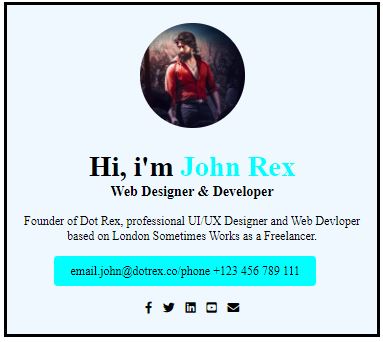 Hi, i'm John Rex
Web Designer & Developer
Founder of Dot Rex, professional UI/UX Designer and Web Devloper
based on London Sometimes Works as a Freelancer.
email.john@dotrex.co/phone +123 456 789 111